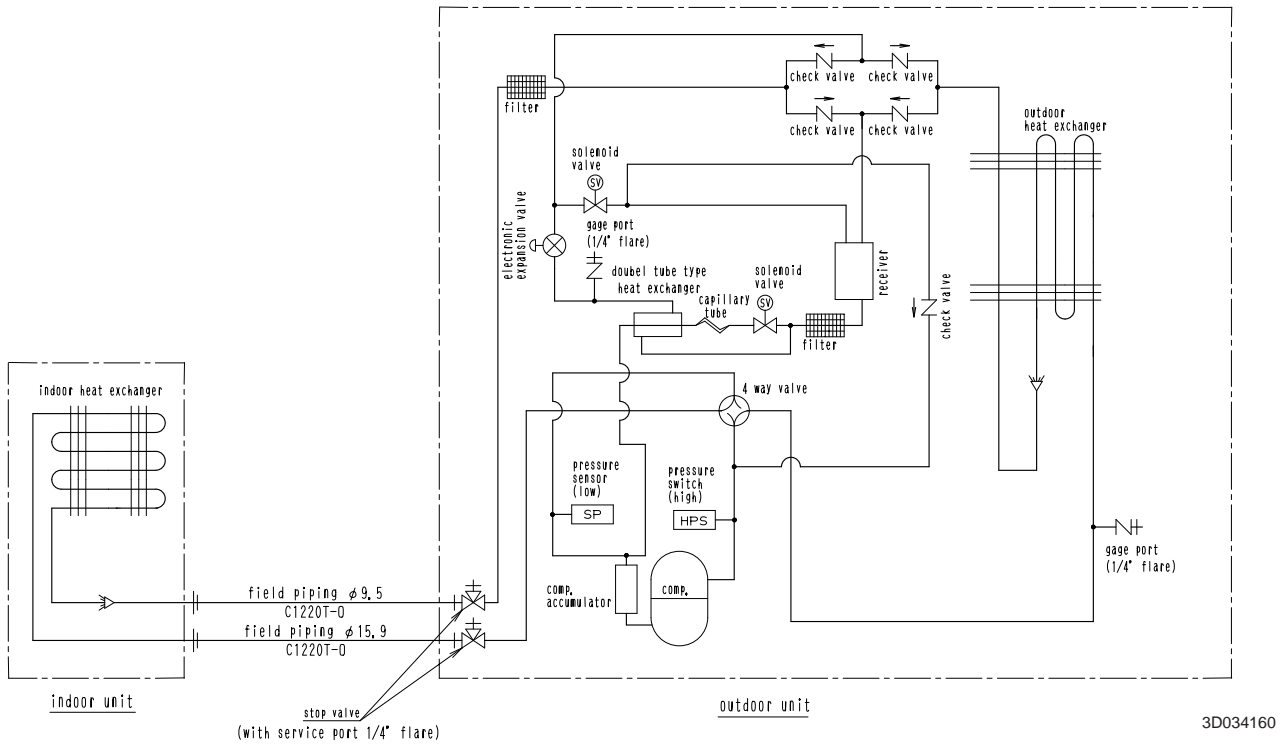 check valve
check valve
check valve
check valve
filter
outdoor
heat exchanger
solenoid
valve
SV
gage port
(1/4" flare)
electronic
expansion valve
doubel tube type
heat exchanger
capillary
tube
solenoid
valve
SV
receiver
filter
check valve
4 way valve
indoor heat exchanger
pressure
sensor
(low)
SP
pressure
switch
(high)
HPS
gage port
(1/4" flare)
comp.
accumulator
comp.
field piping φ9.5
C1220T-O
field piping φ15.9
C1220T-O
indoor unit
stop valve
(with service port 1/4" flare)
outdoor unit
3D034160